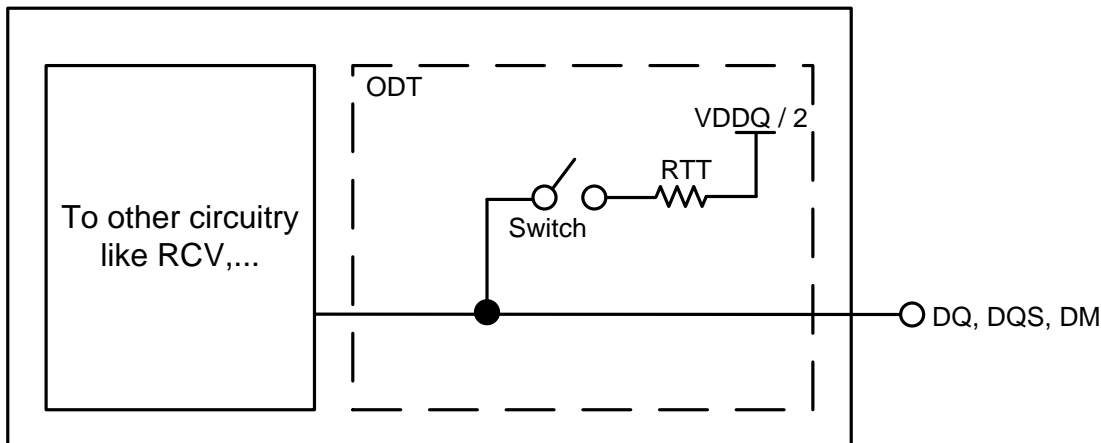 ODT
VDDQ / 2
RTT
Switch
To other circuitry
like RCV,...
DQ, DQS, DM